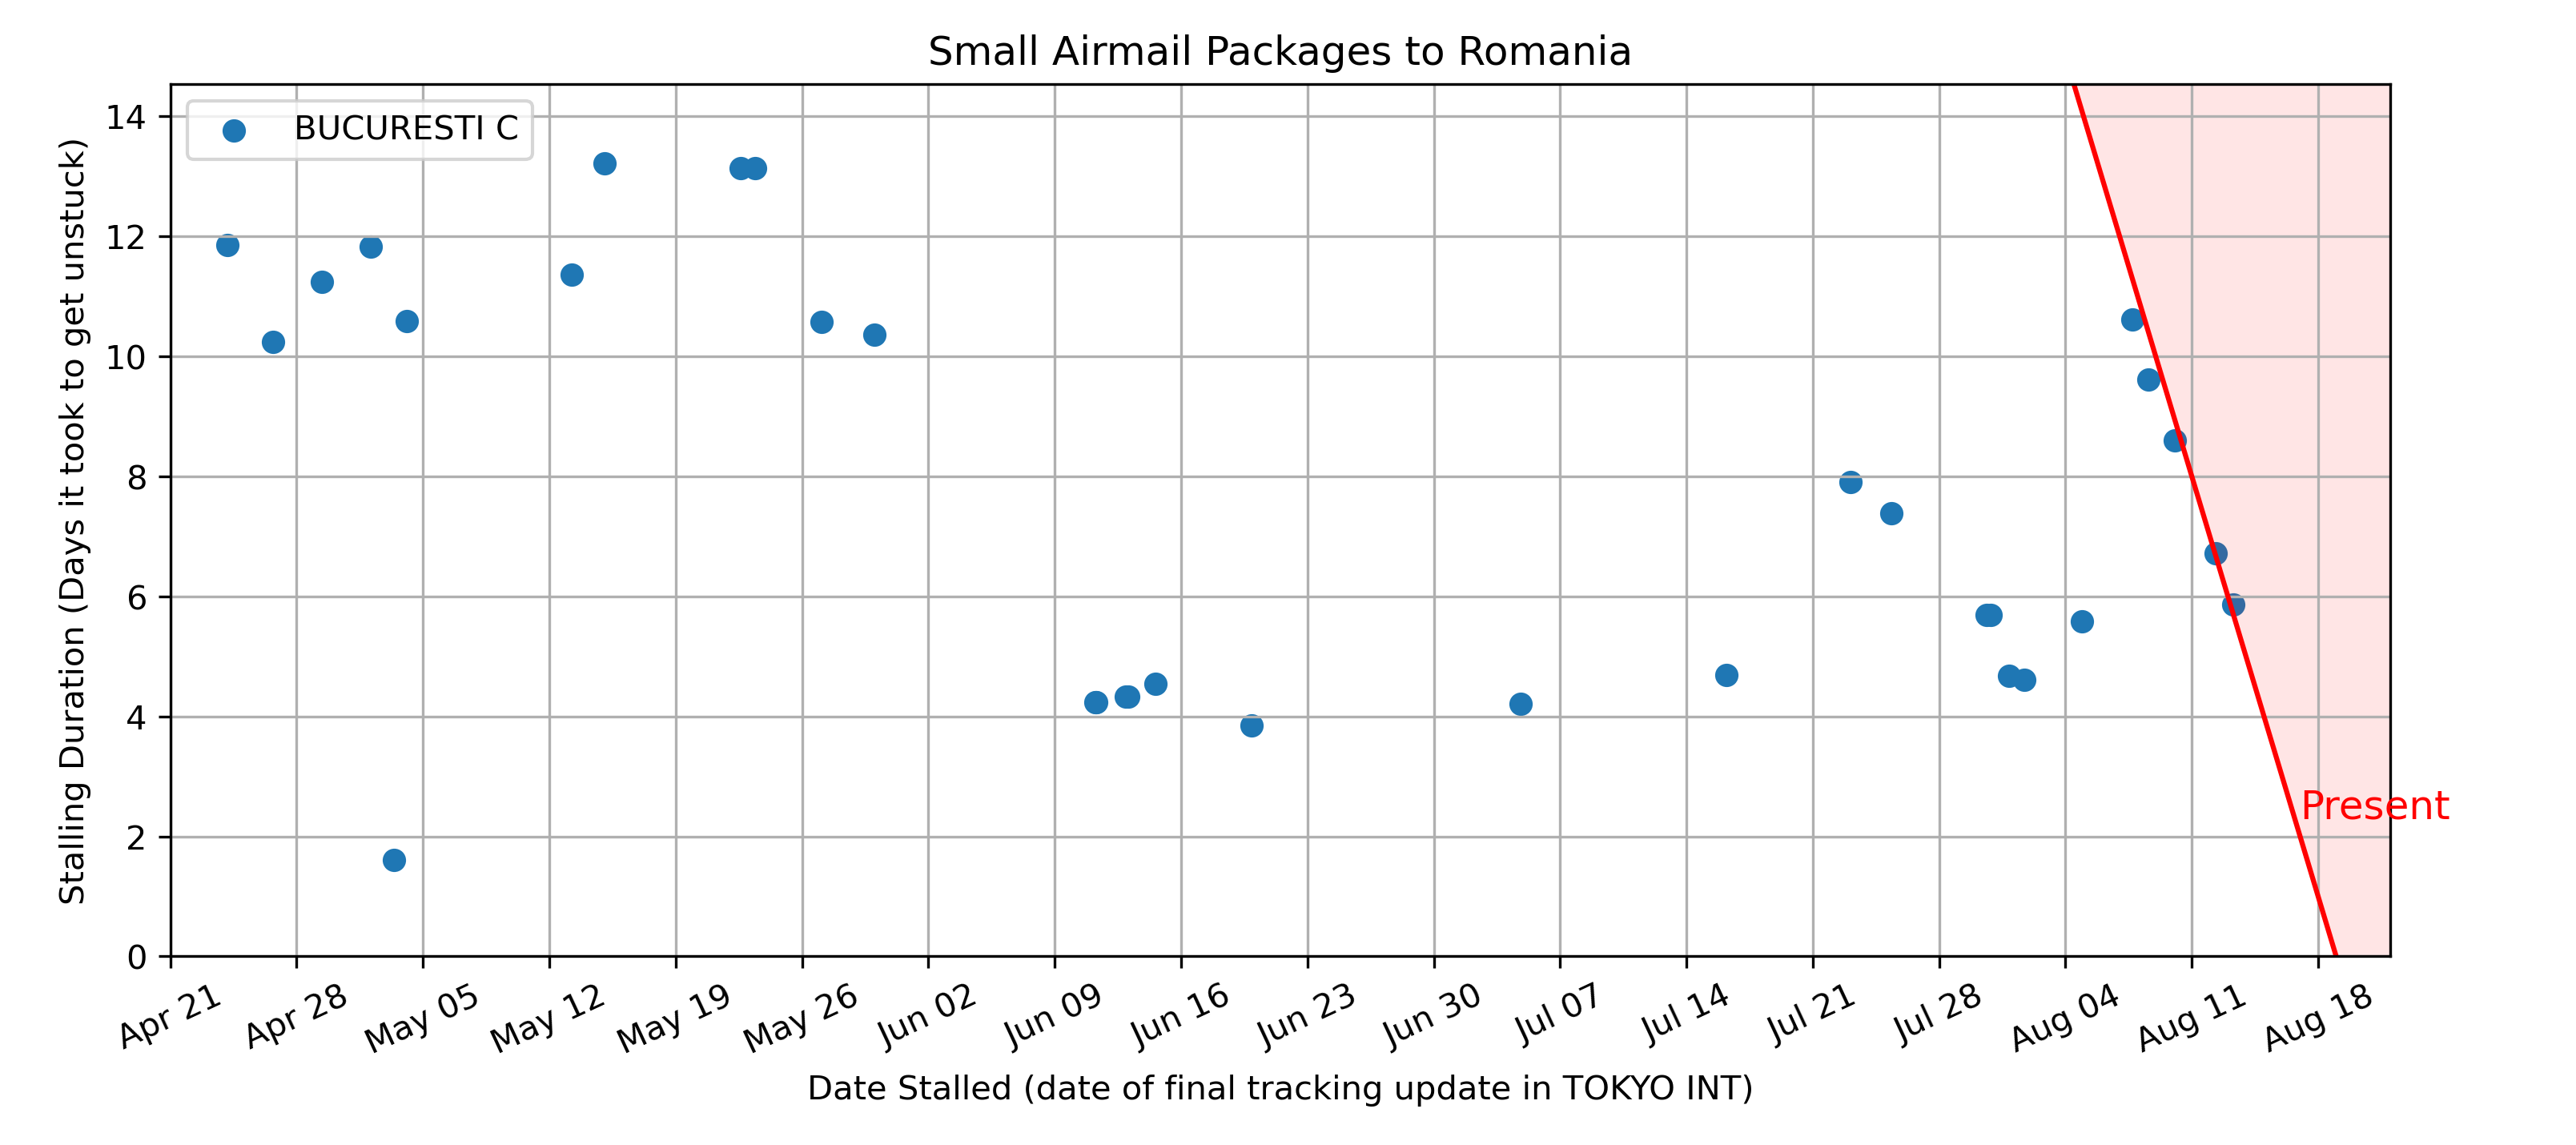 Small Airmail Packages to Romania
BUCURESTI C
Stalling Duration (Days it took to get unstuck)
14
12
10
8
6
4
2
0
Present
Apr 21
Apr 28
May 05
May 12
May 19
May 26
Jun 02
Jun 09
Jun 16
Jun 23
Jun 30
Jul 07
Jul 14
Jul 21
Jul 28
Aug 04
Aug 11
Aug 18
Date Stalled (date of final tracking update in TOKYO INT)